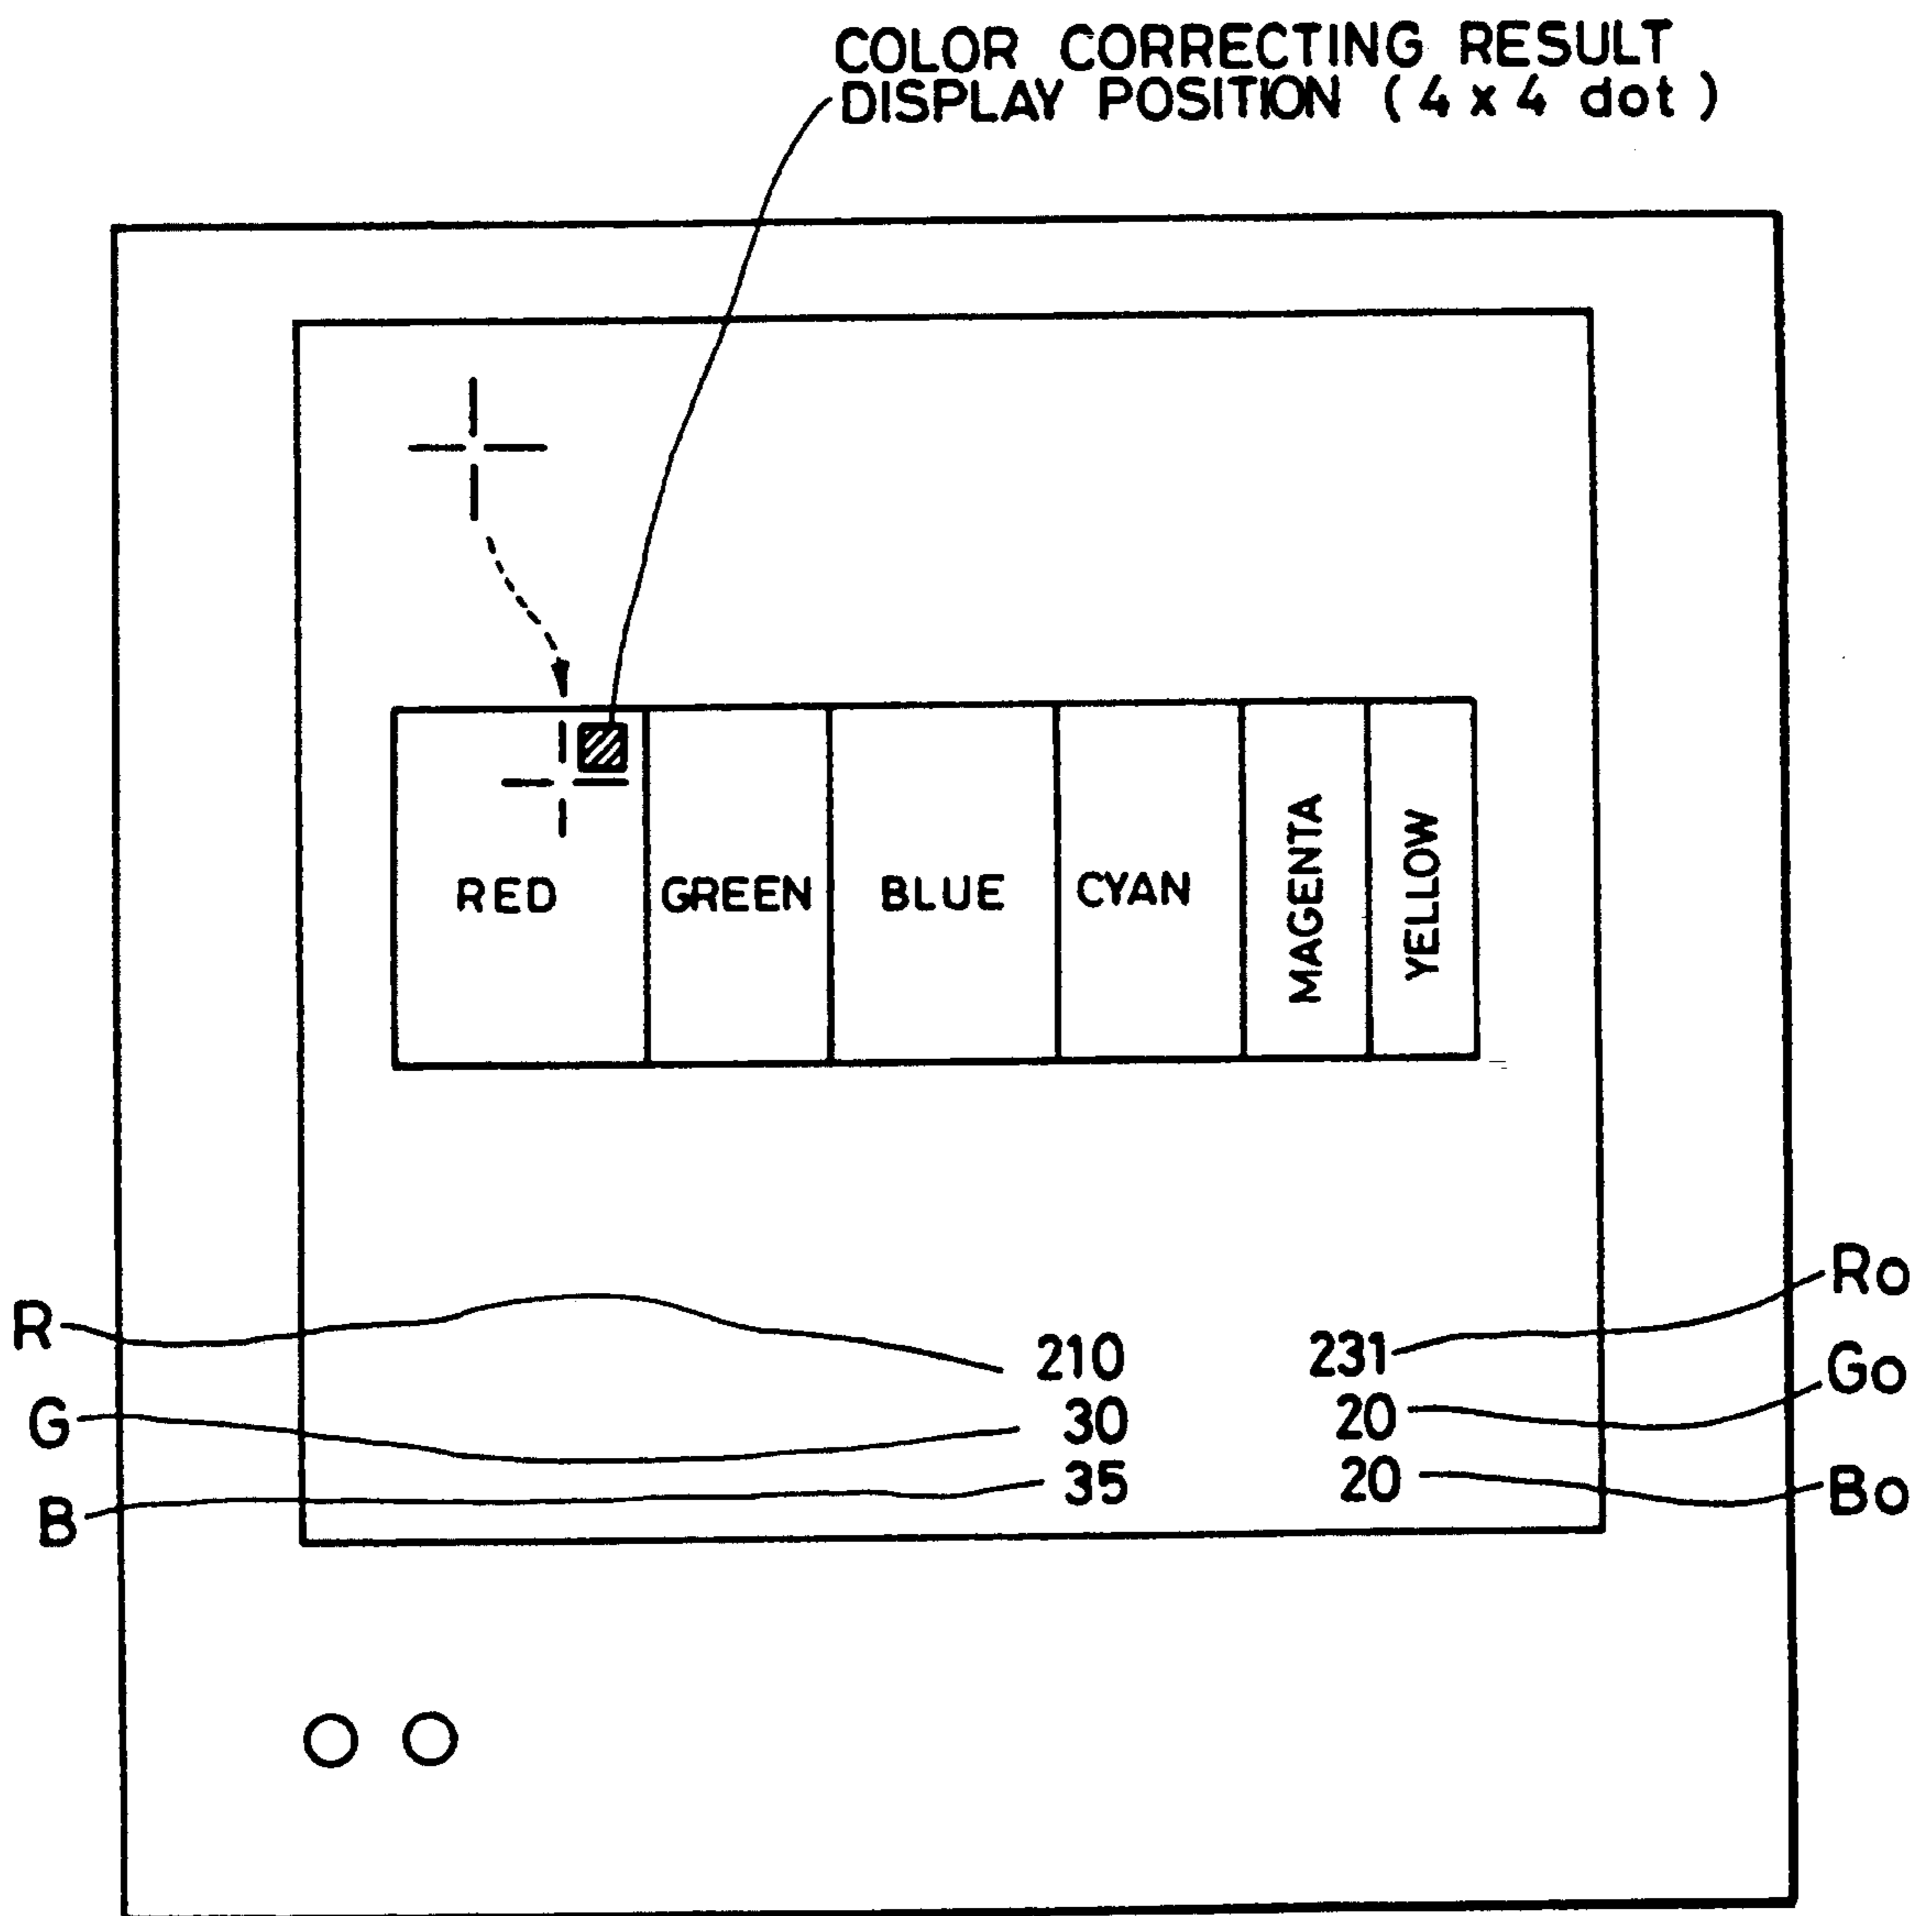 COLOR CORRECTING RESULT
DISPLAY POSITION (4 x 4 dot)
RED GREEN BLUE CYAN MAGENTA YELLOW
R 210 231 Ro
G 30 20 Go
B 35 20 Bo